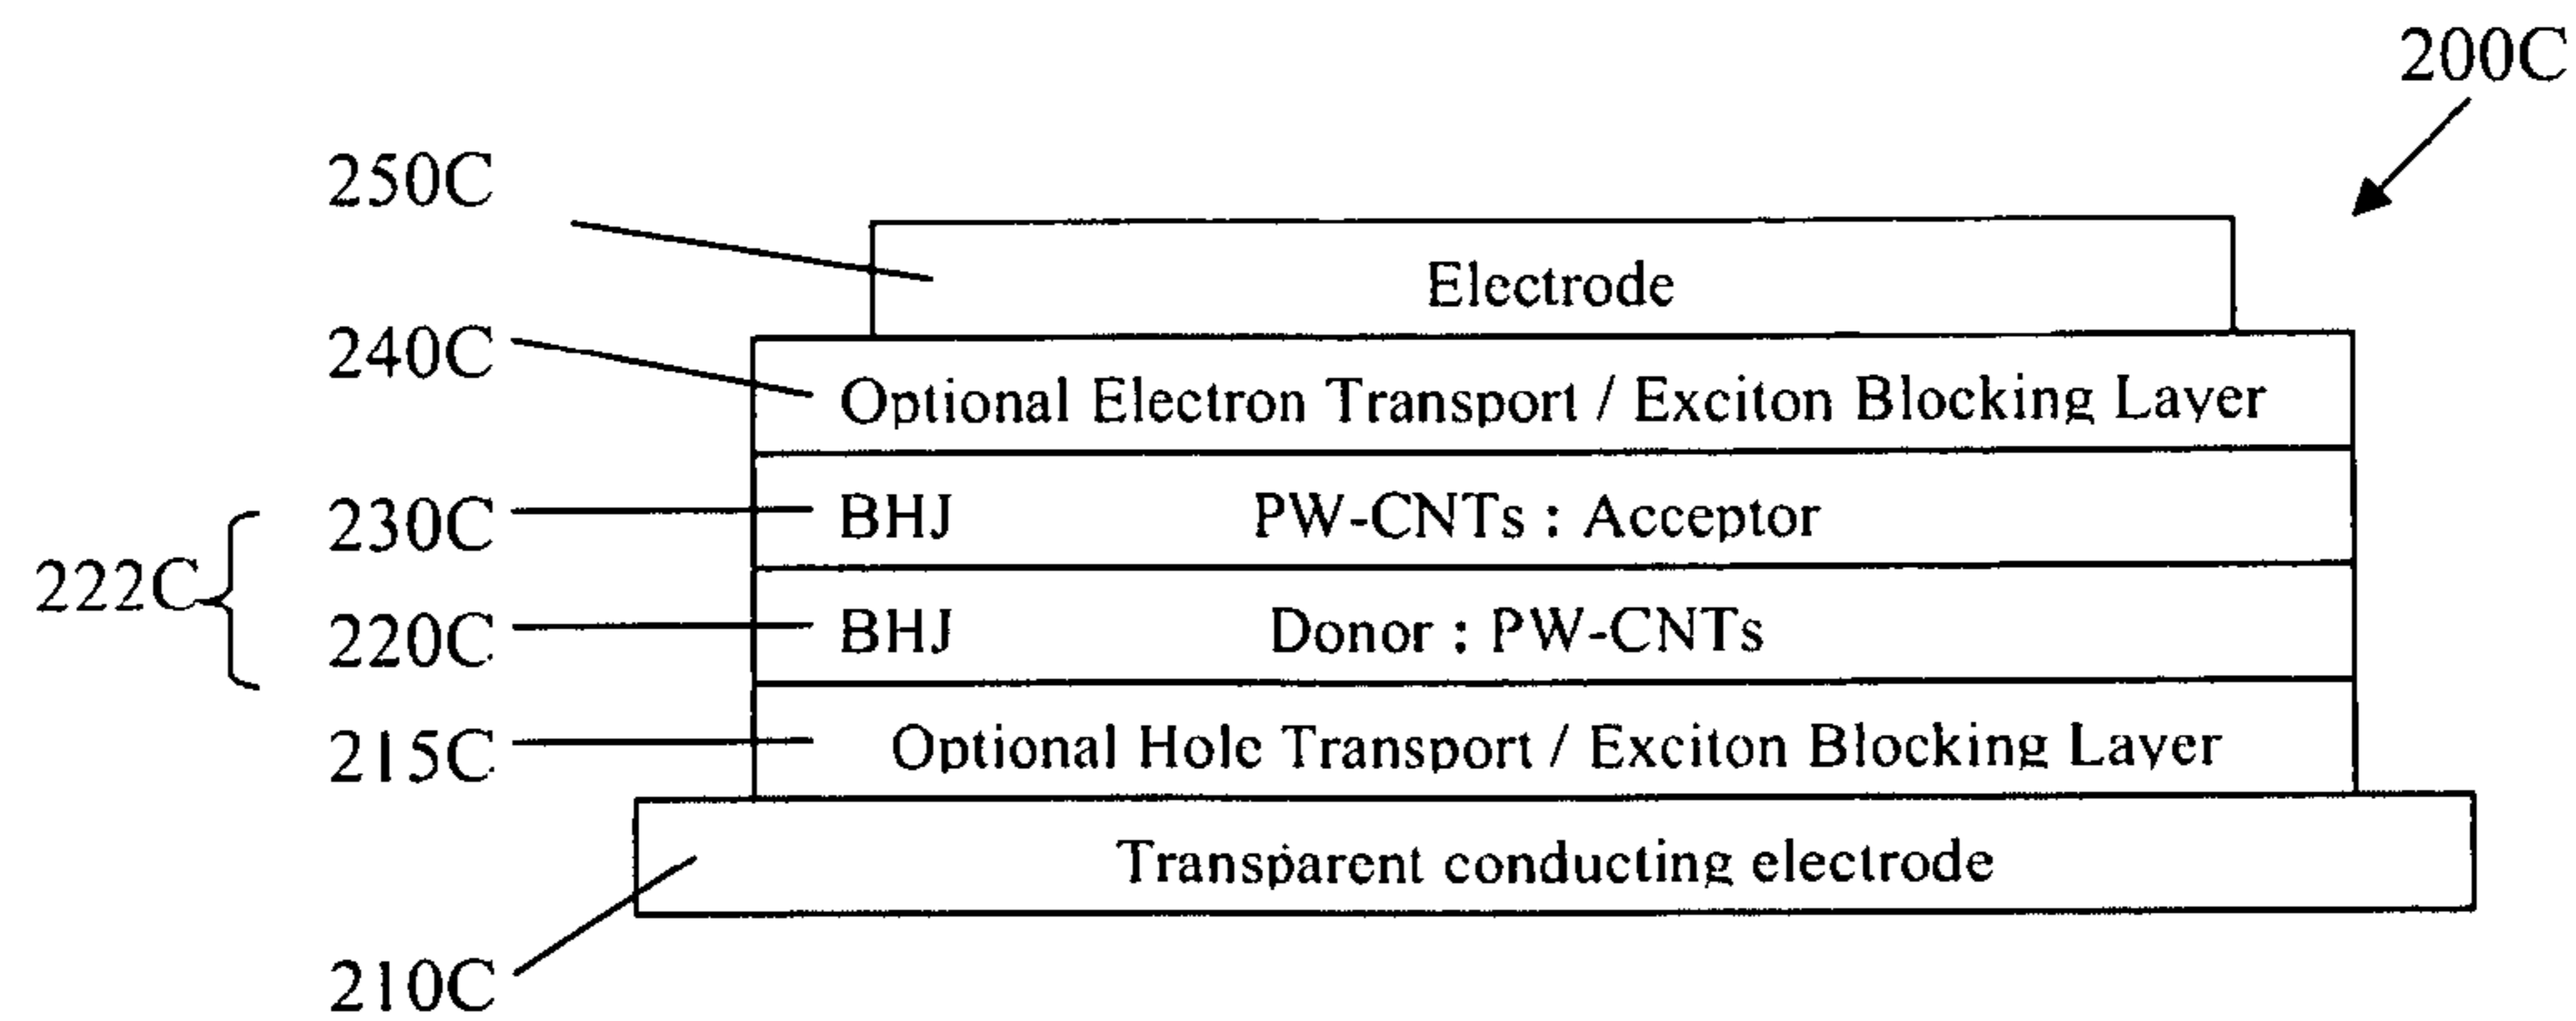 200C
250C
Electrode
240C
Optional Electron Transport / Exciton Blocking Layer
230C
BHJ PW-CNTs : Acceptor
222C
220C
BHJ Donor : PW-CNTs
215C
Optional Hole Transport / Exciton Blocking Layer
Transparent conducting electrode
210C